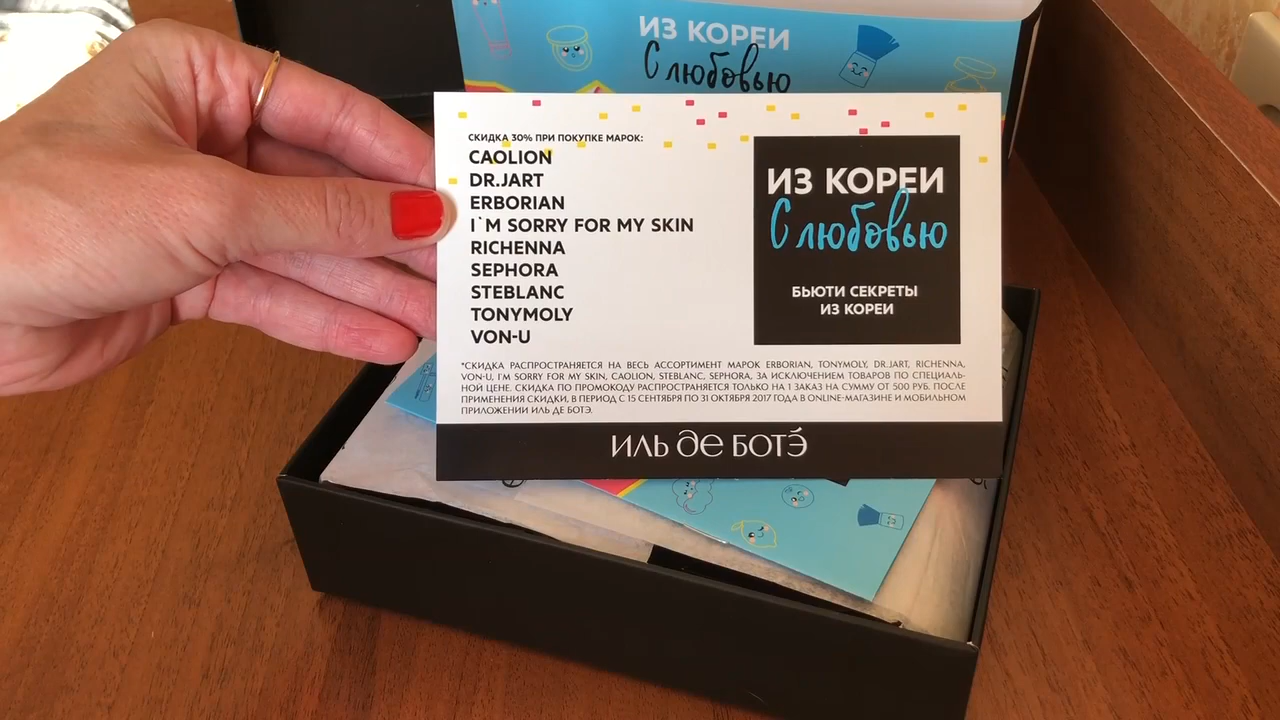 ИЗ КОРЕИ
С любовью
СКИДКА 30% ПРИ ПОКУПКЕ МАРОК:
CAOLION
DR.JART
ERBORIAN
I`M SORRY FOR MY SKIN
RICHENNA
SEPHORA
STEBLANC
TONYMOLY
VON-U
ИЗ КОРЕИ
С любовью
БЬЮТИ СЕКРЕТЫ
ИЗ КОРЕИ
*СКИДКА РАСПРОСТРАНЯЕТСЯ НА ВЕСЬ АССОРТИМЕНТ МАРОК ERBORIAN, TONYMOLY, DR.JART, RICHENNA,
VON-U, I'M SORRY FOR MY SKIN, CAOLION, STEBLANC, SEPHORA, ЗА ИСКЛЮЧЕНИЕМ ТОВАРОВ ПО СПЕЦИАЛЬ-
НОЙ ЦЕНЕ. СКИДКА ПО ПРОМОКОДУ РАСПРОСТРАНЯЕТСЯ ТОЛЬКО НА 1 ЗАКАЗ НА СУММУ ОТ 500 РУБ. ПОСЛЕ
ПРИМЕНЕНИЯ СКИДКИ, В ПЕРИОД С 15 СЕНТЯБРЯ ПО 31 ОКТЯБРЯ 2017 ГОДА В ONLINE-МАГАЗИНЕ И МОБИЛЬНОМ
ПРИЛОЖЕНИИ ИЛЬ ДЕ БОТЭ.
ИЛЬ ДЕ БОТЭ